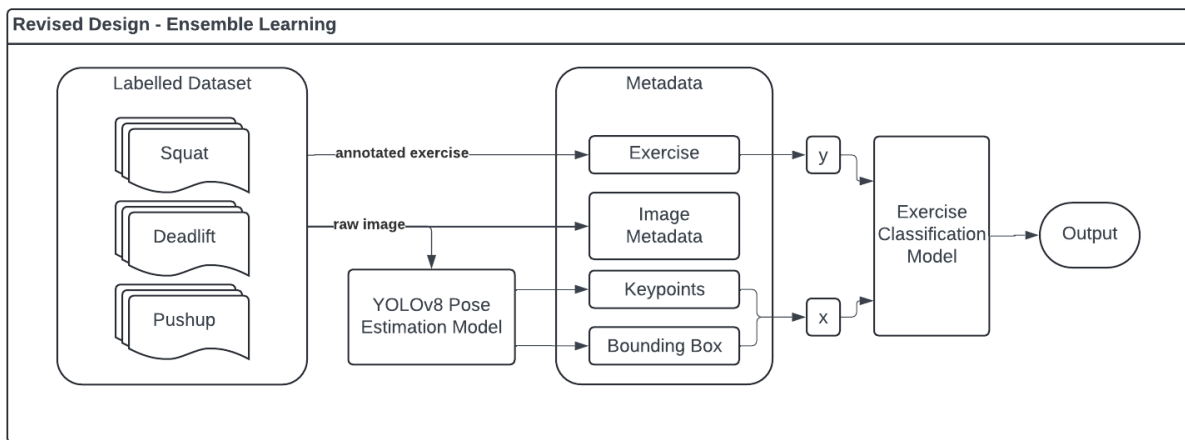 Revised Design - Ensemble Learning
Labelled Dataset
Squat
Deadlift
Pushup
annotated exercise
raw image
YOLOv8 Pose
Estimation Model
Metadata
Exercise
Image
Metadata
Keypoints
Bounding Box
y
x
Exercise
Classification
Model
Output